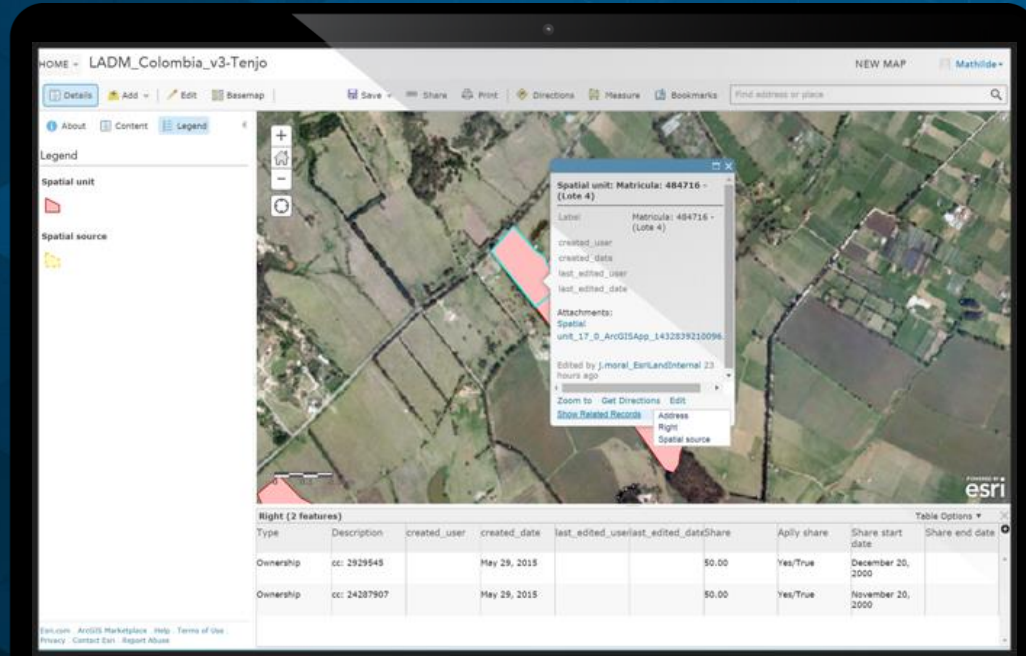 HOME LADM_Colombia_v3-Tenjo NEW MAP Mathilde
Details Add Edit Basemap Save Share Print Directions Measure Bookmarks Find address or place
About Content Legend
Legend
Spatial unit
Spatial source
Spatial unit: Matricula: 484716 -
(Lote 4)
Label Matricula: 484716 -
(Lote 4)
created_user
created_date
last_edited_user
last_edited_date
Attachments:
Spatial
unit_17_0_ArcGISApp_1432839210096.
Edited by j.moral_EsriLandInternal 23
hours ago
Zoom to Get Directions Edit
Show Related Records
Address
Right
Spatial source
POWERED BY
esri
Right (2 features) Table Options
Type Description created_user created_date last_edited_user last_edited_date Share Aplly share Share start date Share end date
Ownership cc: 2929545 May 29, 2015 50.00 Yes/True December 20,
2000
Ownership cc: 24287907 May 29, 2015 50.00 Yes/True November 20,
2000
Esri.com ArcGIS Marketplace Help Terms of Use
Privacy Contact Esri Report Abuse